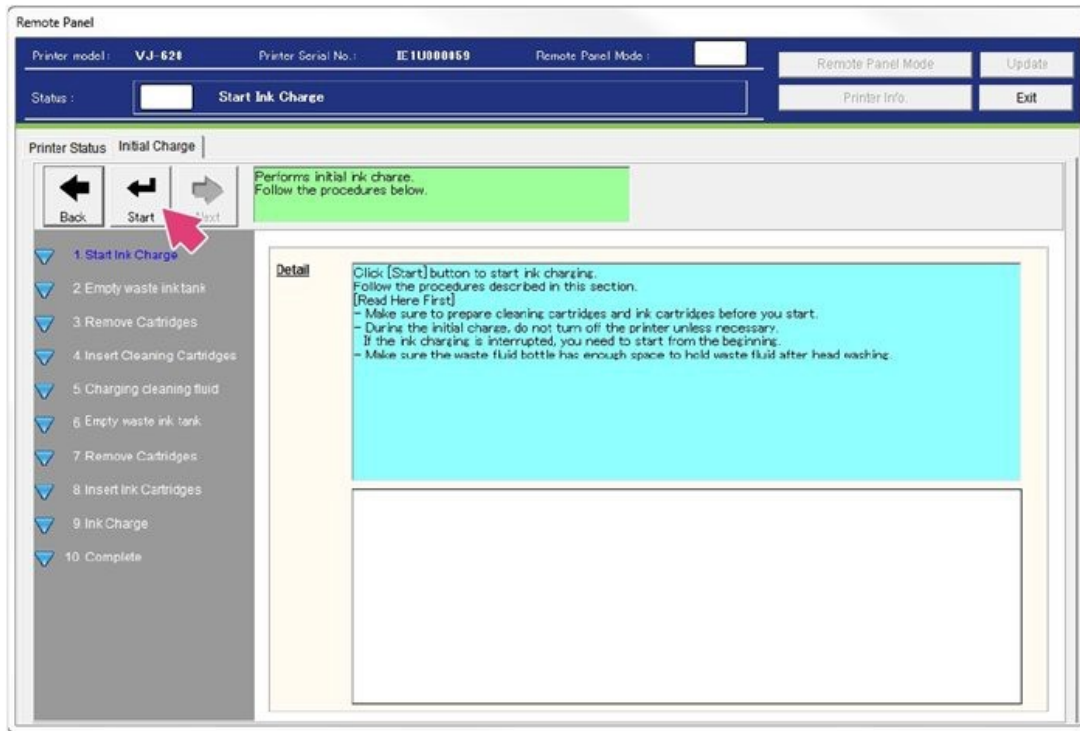 Remote Panel
Printer model : VJ-628 Printer Serial No. : IE1U000059 Remote Panel Mode :
Remote Panel Mode Update
Status : Start Ink Charge
Printer Info. Exit
Printer Status Initial Charge
Back Start Next
Performs initial ink charge.
Follow the procedures below.
1. Start Ink Charge
2. Empty waste ink tank
3. Remove Cartridges
4. Insert Cleaning Cartridges
5. Charging cleaning fluid
6. Empty waste ink tank
7. Remove Cartridges
8. Insert Ink Cartridges
9. Ink Charge
10. Complete
Detail
Click [Start] button to start ink charging.
Follow the procedures described in this section.
[Read Here First]
- Make sure to prepare cleaning cartridges and ink cartridges before you start.
- During the initial charge, do not turn off the printer unless necessary.
If the ink charging is interrupted, you need to start from the beginning.
- Make sure the waste fluid bottle has enough space to hold waste fluid after head washing.